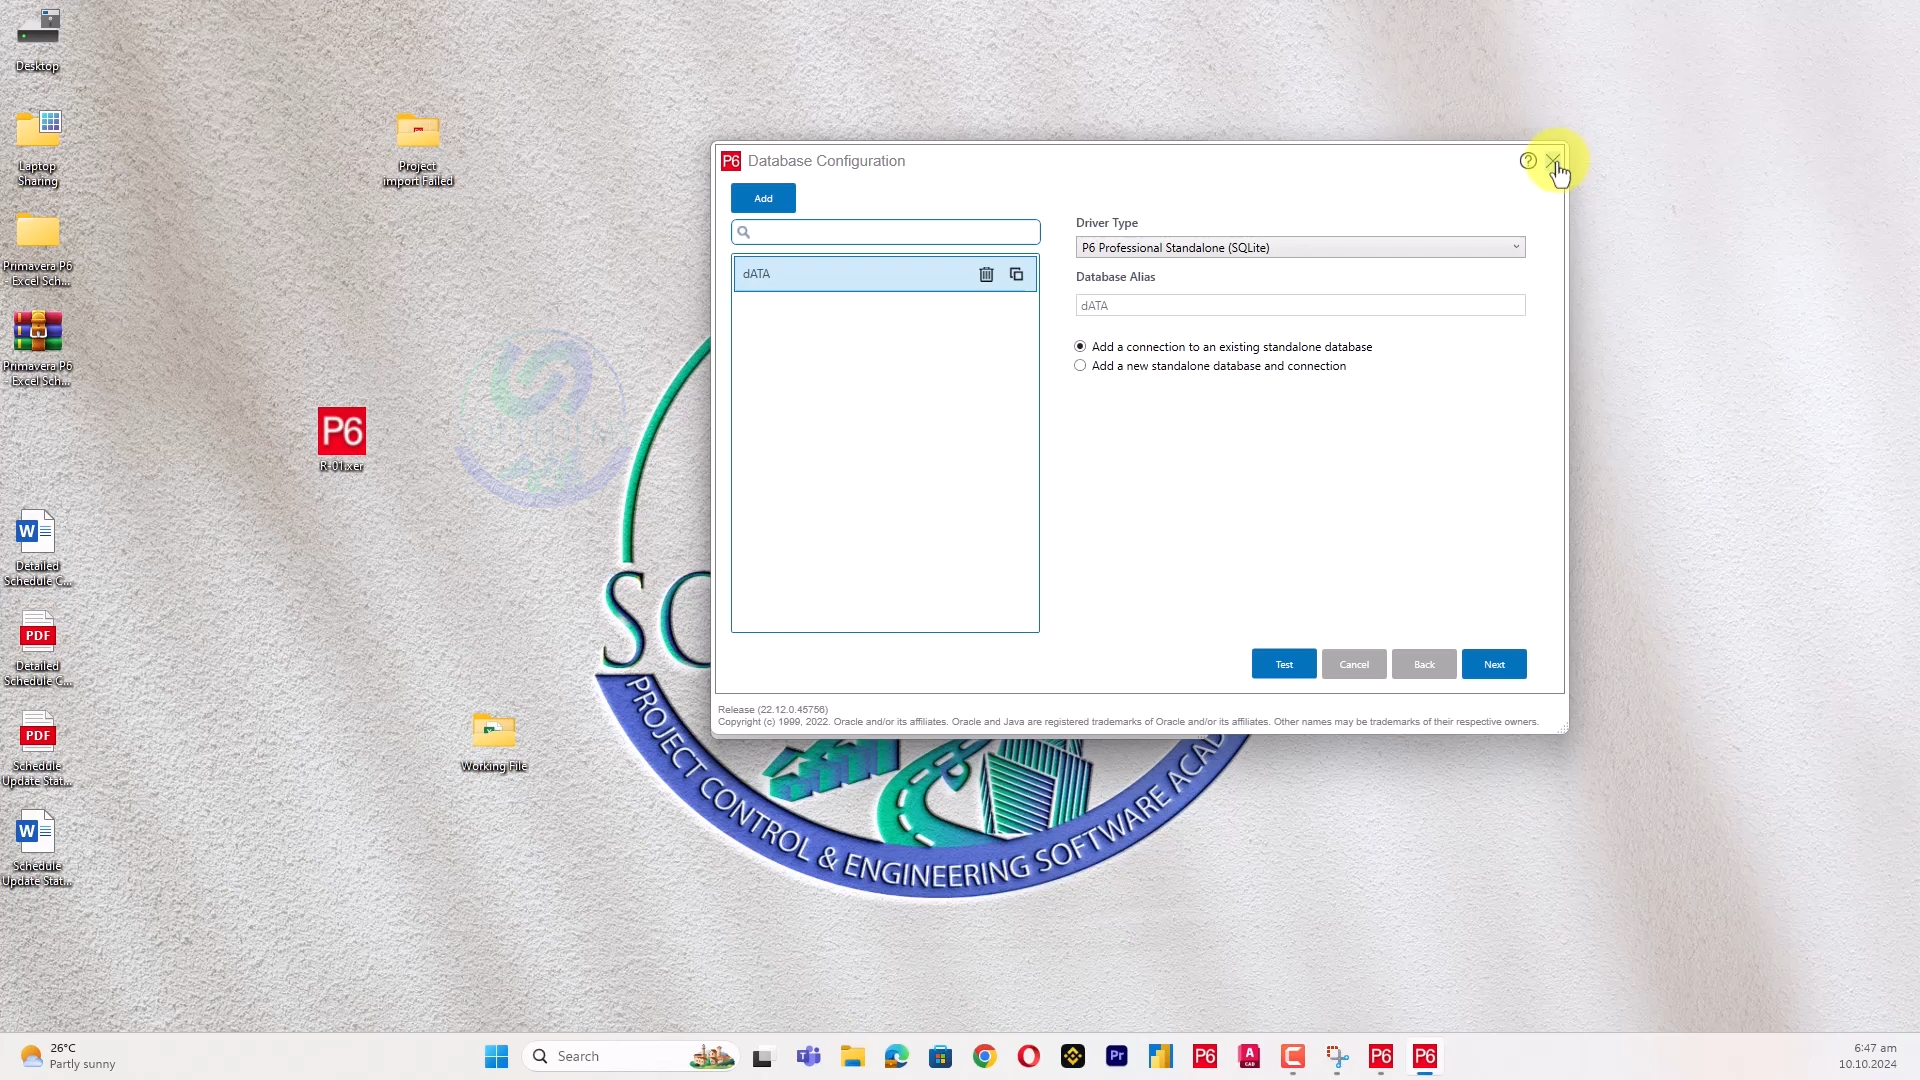 Desktop
Laptop
Sharing
Primavera P6
- Excel Sch...
Primavera P6
- Excel Sch...
Detailed
Schedule C...
PDF
Detailed
Schedule C...
PDF
Schedule
Update Stat...
Schedule
Update Stat...
Project
import Failed
P6
R-01.xer
Working File
P6 Database Configuration
Add
dATA
Driver Type
P6 Professional Standalone (SQLite)
Database Alias
dATA
Add a connection to an existing standalone database
Add a new standalone database and connection
Test
Cancel
Back
Next
Release (22.12.0.45756)
Copyright (c) 1999, 2022. Oracle and/or its affiliates. Oracle and Java are registered trademarks of Oracle and/or its affiliates. Other names may be trademarks of their respective owners.
PROJECT CONTROL & ENGINEERING SOFTWARE ACAD
26°C
Partly sunny
Search
6:47 am
10.10.2024